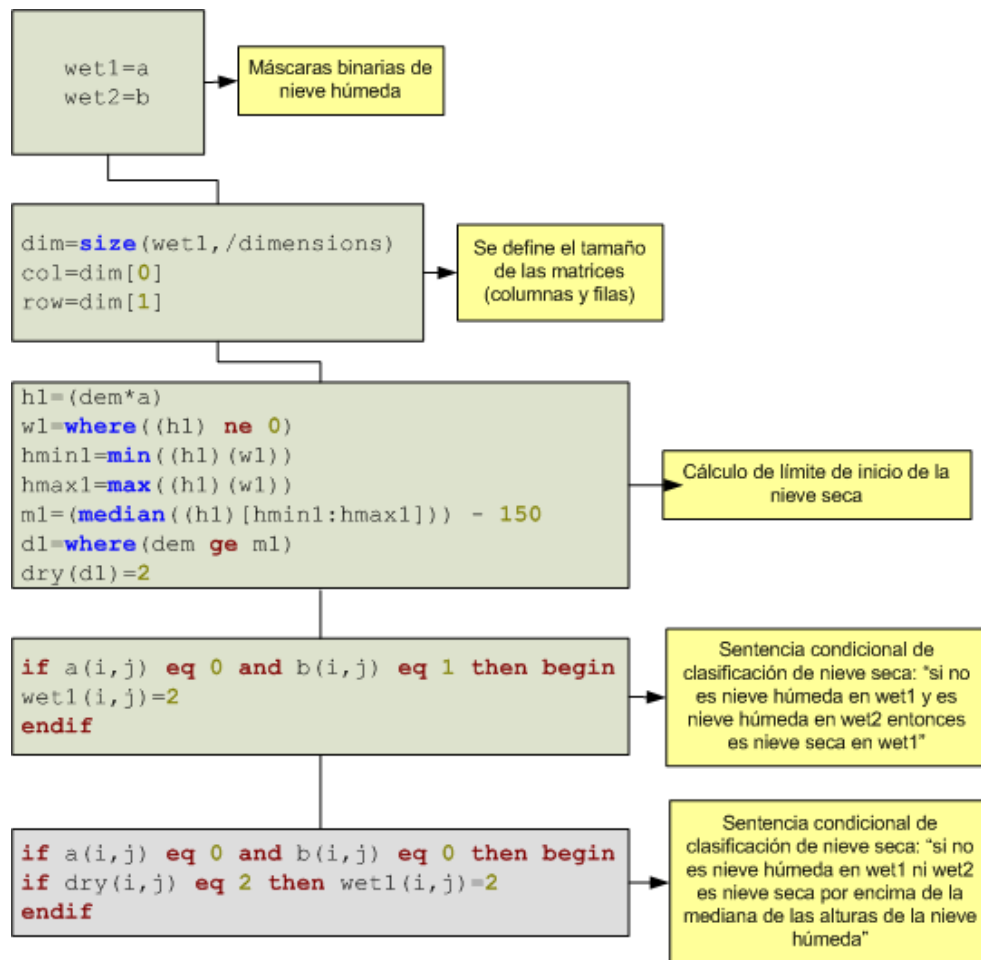 wet1=a
wet2=b
Máscaras binarias de
nieve húmeda
dim=size(wet1,/dimensions)
col=dim[0]
row=dim[1]
Se define el tamaño
de las matrices
(columnas y filas)
h1=(dem*a)
w1=where((h1) ne 0)
hmin1=min((h1)(w1))
hmax1=max((h1)(w1))
m1=(median((h1)[hmin1:hmax1])) - 150
d1=where(dem ge m1)
dry(d1)=2
Cálculo de límite de inicio de la
nieve seca
if a(i,j) eq 0 and b(i,j) eq 1 then begin
wet1(i,j)=2
endif
Sentencia condicional de
clasificación de nieve seca: “si no
es nieve húmeda en wet1 y es
nieve húmeda en wet2 entonces
es nieve seca en wet1”
if a(i,j) eq 0 and b(i,j) eq 0 then begin
if dry(i,j) eq 2 then wet1(i,j)=2
endif
Sentencia condicional de
clasificación de nieve seca: “si no
es nieve húmeda en wet1 ni wet2
es nieve seca por encima de la
mediana de las alturas de la nieve
húmeda”